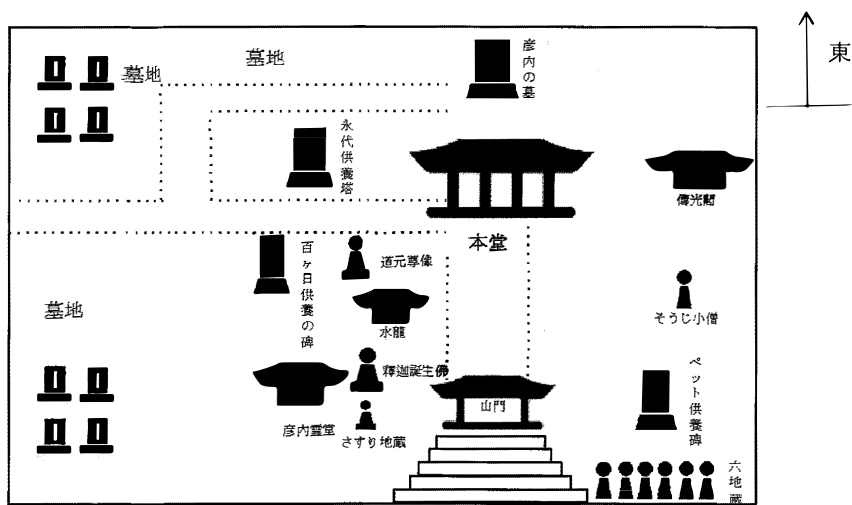 東
墓地
墓地
彦内の墓
永代供養塔
傳光閣
本堂
百ヶ日供養の碑
道元尊像
水龍
そうじ小僧
墓地
釋迦誕生佛
ペット供養碑
山門
彦内霊堂
さすり地蔵
六地蔵